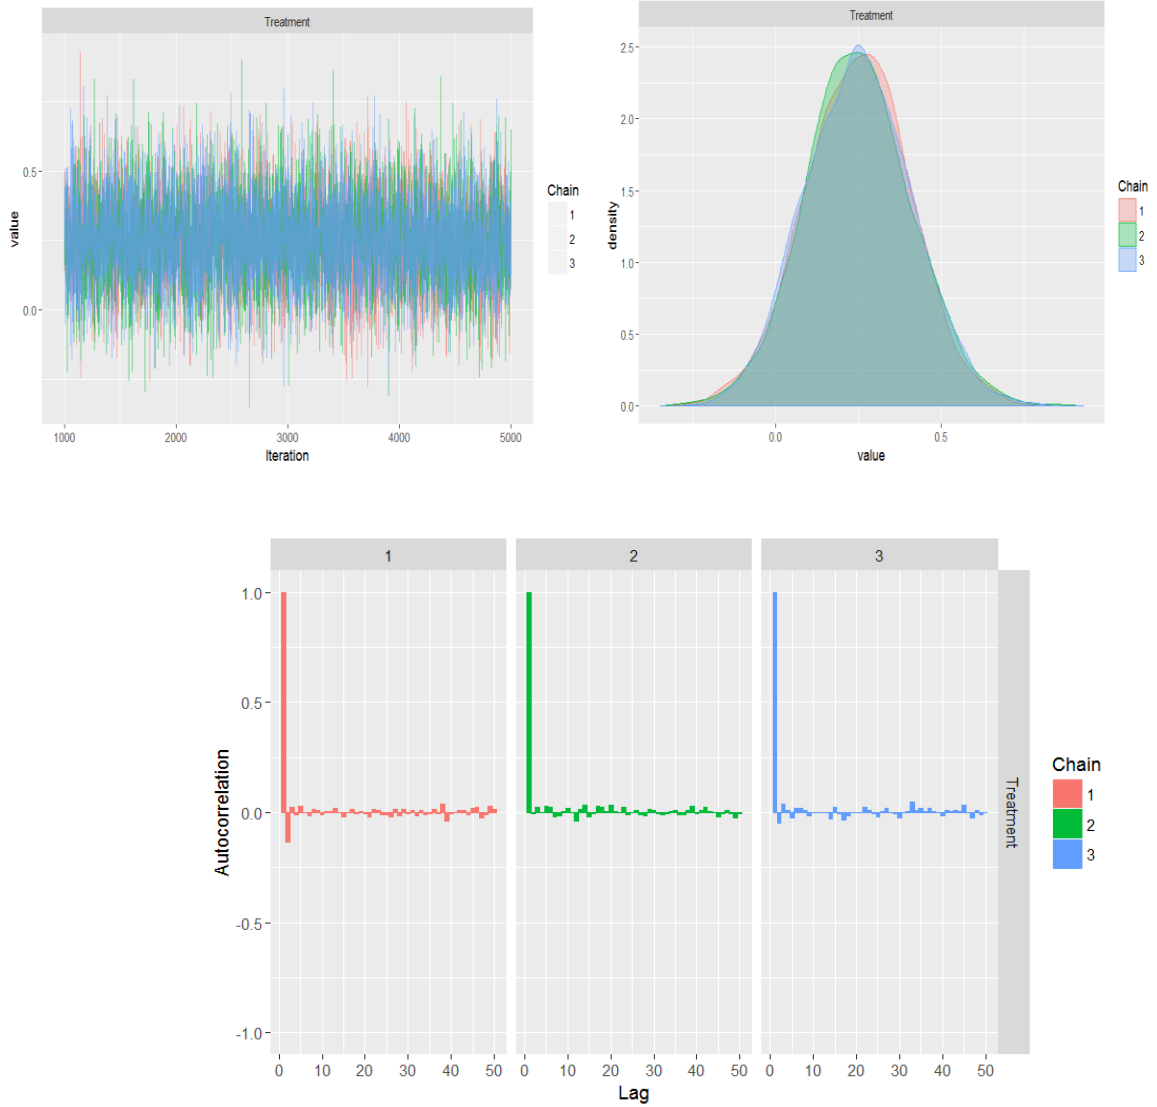 Treatment
value
0.5
0.0
1000 2000 3000 4000 5000
Iteration
Chain
1
2
3
Treatment
density
2.5
2.0
1.5
1.0
0.5
0.0
0.0 0.5
value
Chain
1
2
3
1 2 3
Autocorrelation
1.0
0.5
0.0
-0.5
-1.0
0 10 20 30 40 50 0 10 20 30 40 50 0 10 20 30 40 50
Lag
Treatment
Chain
1
2
3